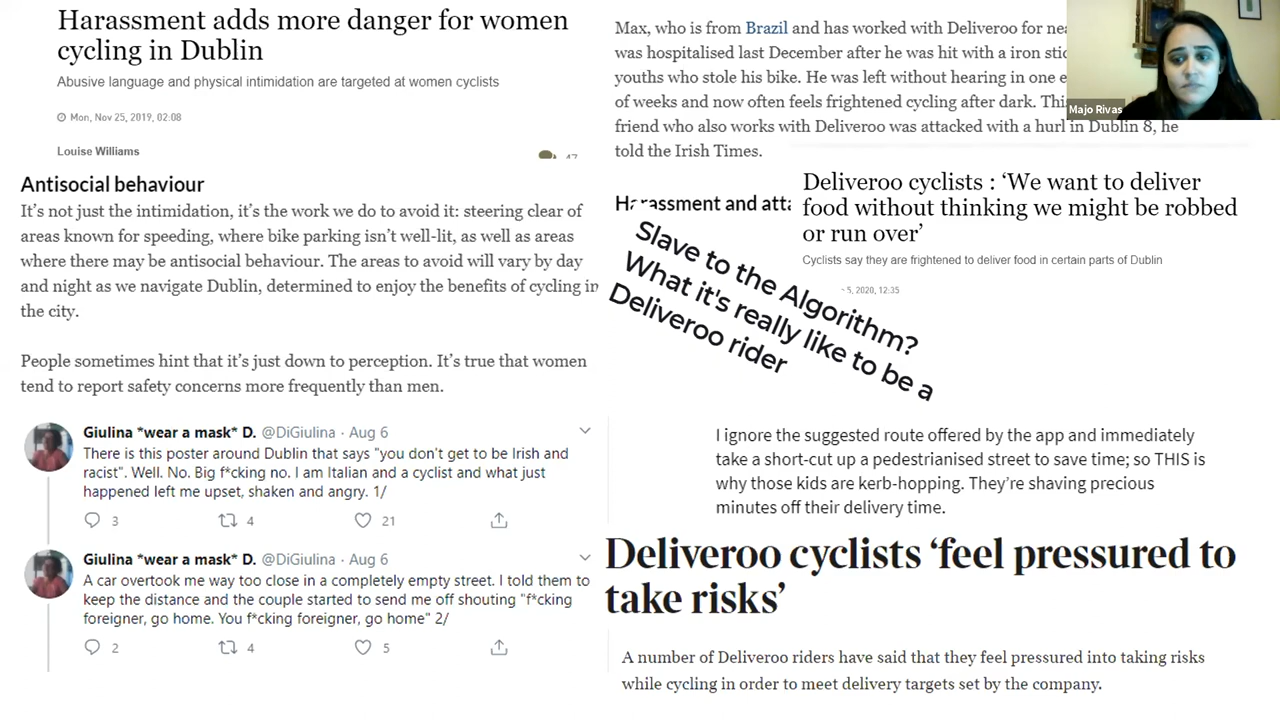 Harassment adds more danger for women
cycling in Dublin
Abusive language and physical intimidation are targeted at women cyclists
Mon, Nov 25, 2019, 02:08
Louise Williams
Antisocial behaviour
It’s not just the intimidation, it’s the work we do to avoid it: steering clear of
areas known for speeding, where bike parking isn’t well-lit, as well as areas
where there may be antisocial behaviour. The areas to avoid will vary by day
and night as we navigate Dublin, determined to enjoy the benefits of cycling in
the city.
People sometimes hint that it’s just down to perception. It’s true that women
tend to report safety concerns more frequently than men.
Giulina *wear a mask* D. @DiGiulina · Aug 6
There is this poster around Dublin that says "you don't get to be Irish and
racist". Well. No. Big f*cking no. I am Italian and a cyclist and what just
happened left me upset, shaken and angry. 1/
3 4 21
Giulina *wear a mask* D. @DiGiulina · Aug 6
A car overtook me way too close in a completely empty street. I told them to
keep the distance and the couple started to send me off shouting "f*cking
foreigner, go home. You f*cking foreigner, go home" 2/
2 4 5
Max, who is from Brazil and has worked with Deliveroo for
was hospitalised last December after he was hit with a iron
youths who stole his bike. He was left without hearing in one
of weeks and now often feels frightened cycling after dark.
friend who also works with Deliveroo was attacked with a hurl in Dublin 8, he
told the Irish Times.
Majo Rivas
Harassment and
Deliveroo cyclists : ‘We want to deliver
food without thinking we might be robbed
or run over’
Cyclists say they are frightened to deliver food in certain parts of Dublin
5, 2020, 12:35
Slave to the Algorithm?
What it's really like to be a
Deliveroo rider
I ignore the suggested route offered by the app and immediately
take a short-cut up a pedestrianised street to save time; so THIS is
why those kids are kerb-hopping. They’re shaving precious
minutes off their delivery time.
Deliveroo cyclists ‘feel pressured to
take risks’
A number of Deliveroo riders have said that they feel pressured into taking risks
while cycling in order to meet delivery targets set by the company.